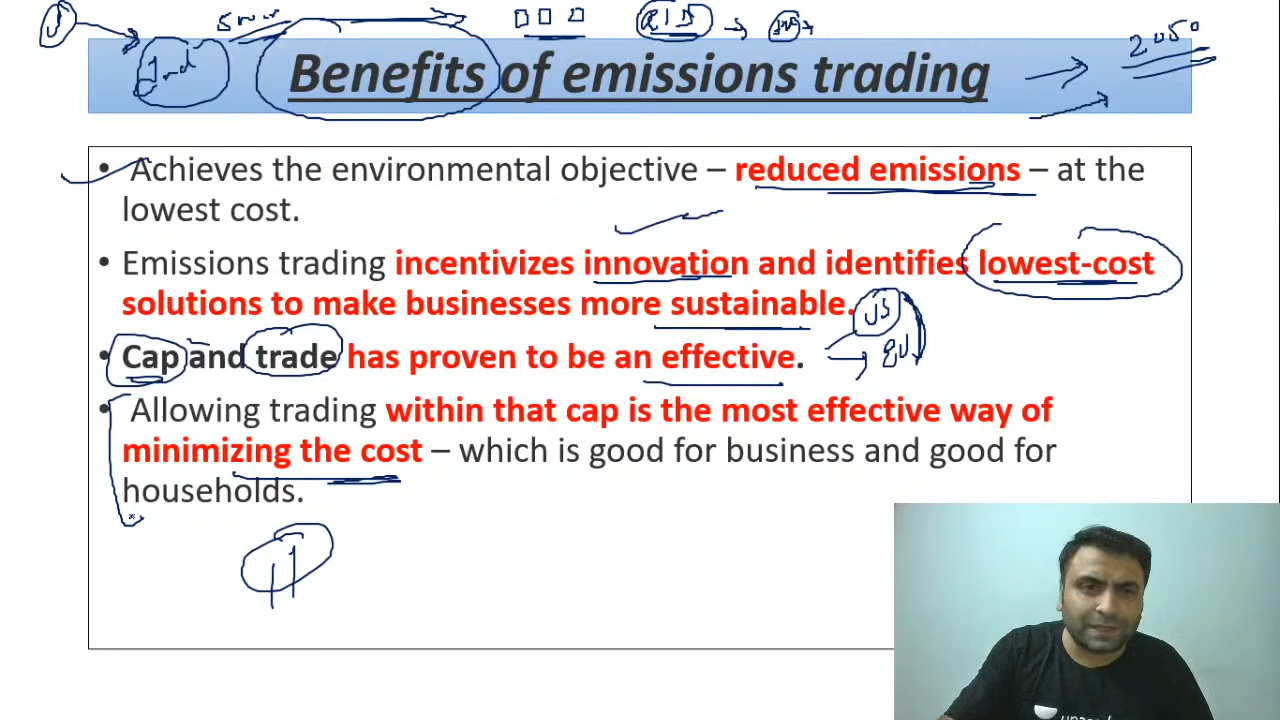 R/D
2050
Ind
Benefits of emissions trading
• Achieves the environmental objective – reduced emissions – at the
lowest cost.
• Emissions trading incentivizes innovation and identifies lowest-cost
solutions to make businesses more sustainable.
US
• Cap and trade has proven to be an effective.
EU
• Allowing trading within that cap is the most effective way of
minimizing the cost – which is good for business and good for
households.